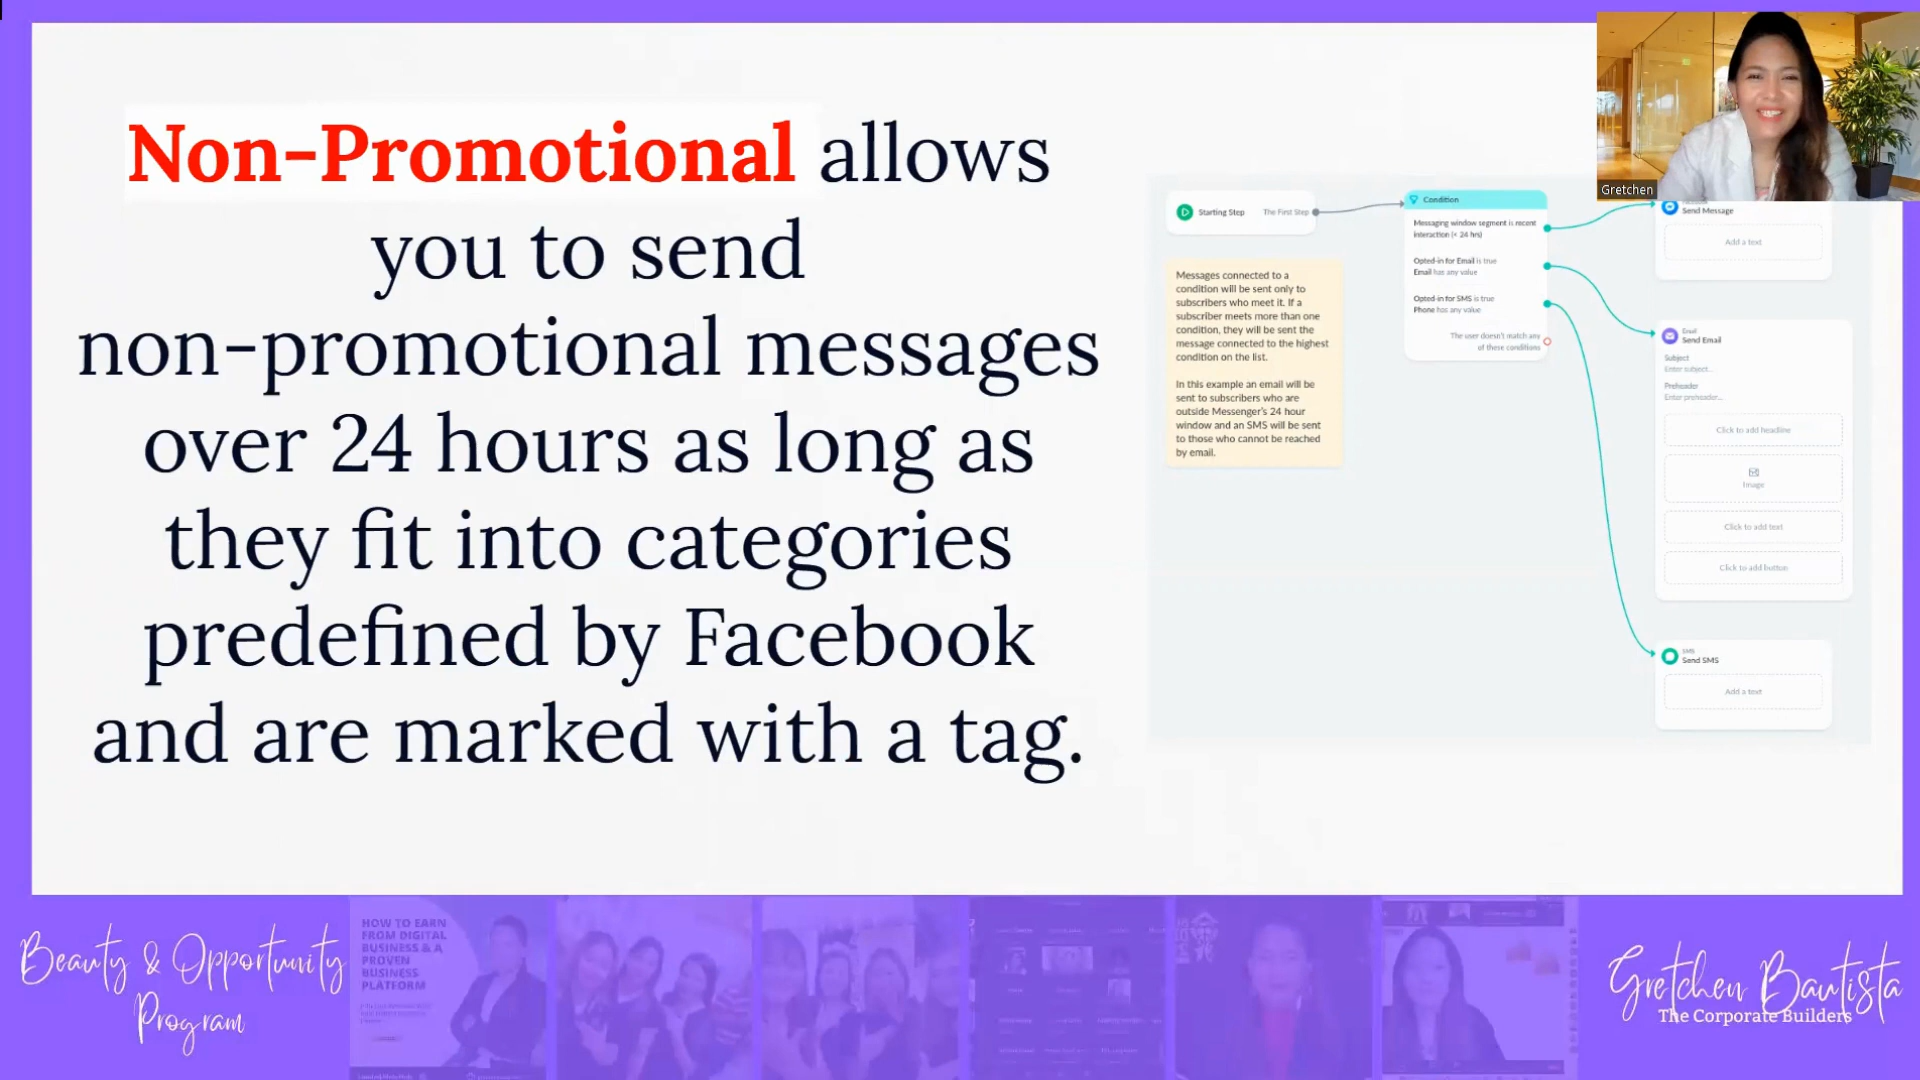 Non-Promotional allows
you to send
non-promotional messages
over 24 hours as long as
they fit into categories
predefined by Facebook
and are marked with a tag.
Gretchen
Starting Step
The First Step
Messages connected to a
condition will be sent only to
subscribers who meet it. If a
subscriber meets more than one
condition, they will be sent the
message connected to the highest
condition on the list.
In this example an email will be
sent to subscribers who are
outside Messenger's 24 hour
window and an SMS will be sent
to those who cannot be reached
by email.
Condition
Messaging window segment is recent
interaction (< 24 hrs)
Opted-in for Email is true
Email has any value
Opted-in for SMS is true
Phone has any value
The user doesn't match any
of these conditions
Send Message
Add a text
Email
Send Email
Subject
Enter subject...
Preheader
Enter preheader...
Click to add headline
Image
Click to add text
Click to add button
SMS
Send SMS
Add a text
Beauty & Opportunity
Program
HOW TO EARN
FROM DIGITAL
BUSINESS & A
PROVEN
BUSINESS
PLATFORM
Gretchen Bautista
The Corporate Builders